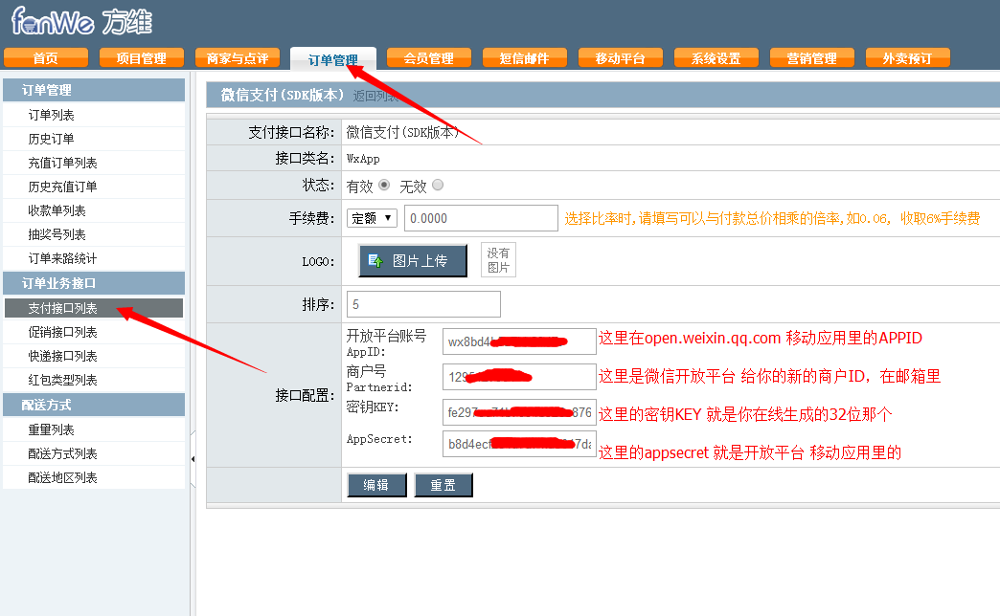 fanWe 方维
首页 项目管理 商家与点评 订单管理 会员管理 短信邮件 移动平台 系统设置 营销管理 外卖预订
订单管理
订单列表
历史订单
充值订单列表
历史充值订单
收款单列表
抽奖号列表
订单来路统计
订单业务接口
支付接口列表
促销接口列表
快递接口列表
红包类型列表
配送方式
重量列表
配送方式列表
配送地区列表
微信支付(SDK版本) 返回列表
支付接口名称: 微信支付(SDK版本)
接口类名: WxApp
状态: 有效 无效
手续费: 定额 0.0000 选择比率时,请填写可以与付款总价相乘的倍率,如0.06, 收取6%手续费
LOGO: 图片上传 没有
图片
排序: 5
接口配置:
开放平台账号
AppID: wx8bd4 这里在open.weixin.qq.com 移动应用里的APPID
商户号
Partnerid: 129 这里是微信开放平台 给你的新的商户ID，在邮箱里
密钥KEY: fe297 876 这里的密钥KEY 就是你在线生成的32位那个
AppSecret: b8d4ecf 7da 这里的appsecret 就是开放平台 移动应用里的
编辑 重置